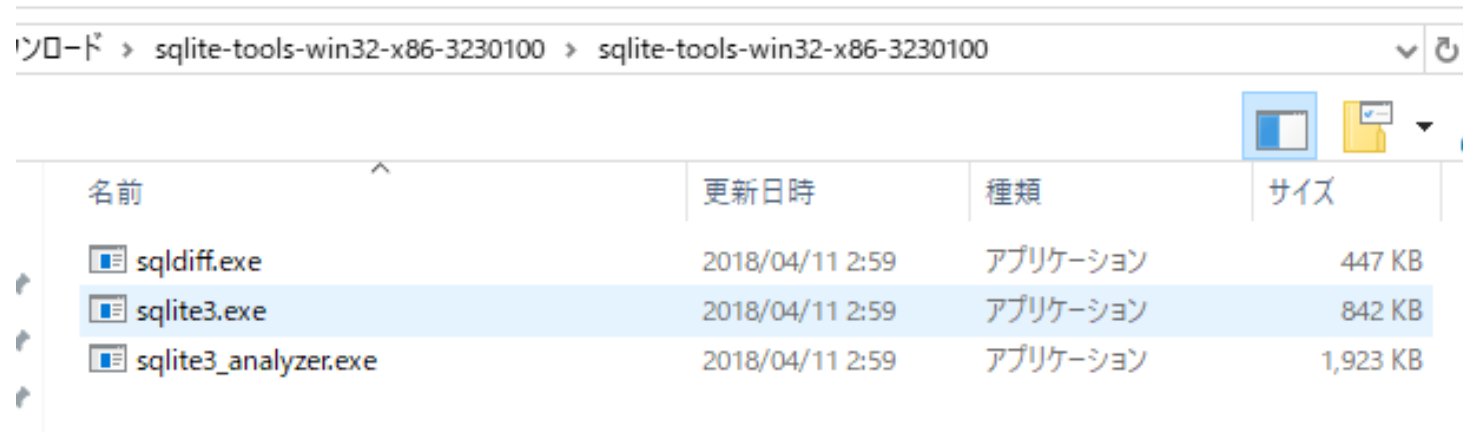 ンロード > sqlite-tools-win32-x86-3230100 > sqlite-tools-win32-x86-3230100
名前 更新日時 種類 サイズ
sqldiff.exe 2018/04/11 2:59 アプリケーション 447 KB
sqlite3.exe 2018/04/11 2:59 アプリケーション 842 KB
sqlite3_analyzer.exe 2018/04/11 2:59 アプリケーション 1,923 KB